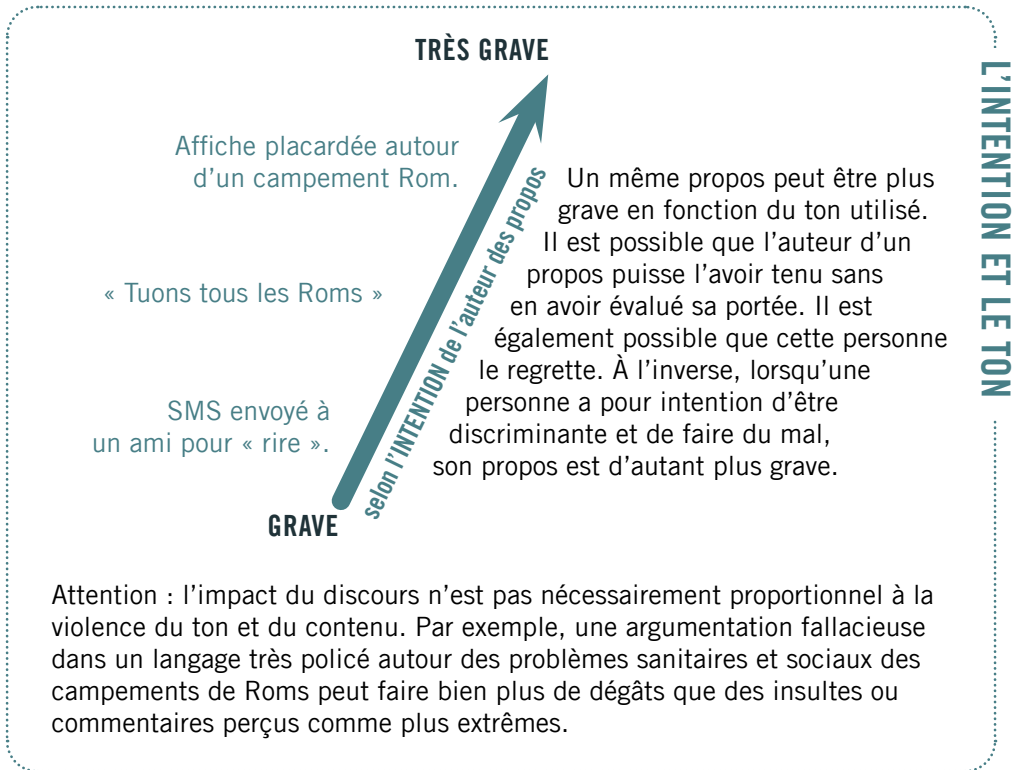 L'INTENTION ET LE TON
TRÈS GRAVE
Affiche placardée autour
d'un campement Rom.
« Tuons tous les Roms »
SMS envoyé à
un ami pour « rire ».
GRAVE
selon l'INTENTION de l'auteur des propos
Un même propos peut être plus
grave en fonction du ton utilisé.
Il est possible que l'auteur d'un
propos puisse l'avoir tenu sans
en avoir évalué sa portée. Il est
également possible que cette personne
le regrette. À l'inverse, lorsqu'une
personne a pour intention d'être
discriminante et de faire du mal,
son propos est d'autant plus grave.
Attention : l'impact du discours n'est pas nécessairement proportionnel à la
violence du ton et du contenu. Par exemple, une argumentation fallacieuse
dans un langage très policé autour des problèmes sanitaires et sociaux des
campements de Roms peut faire bien plus de dégâts que des insultes ou
commentaires perçus comme plus extrêmes.